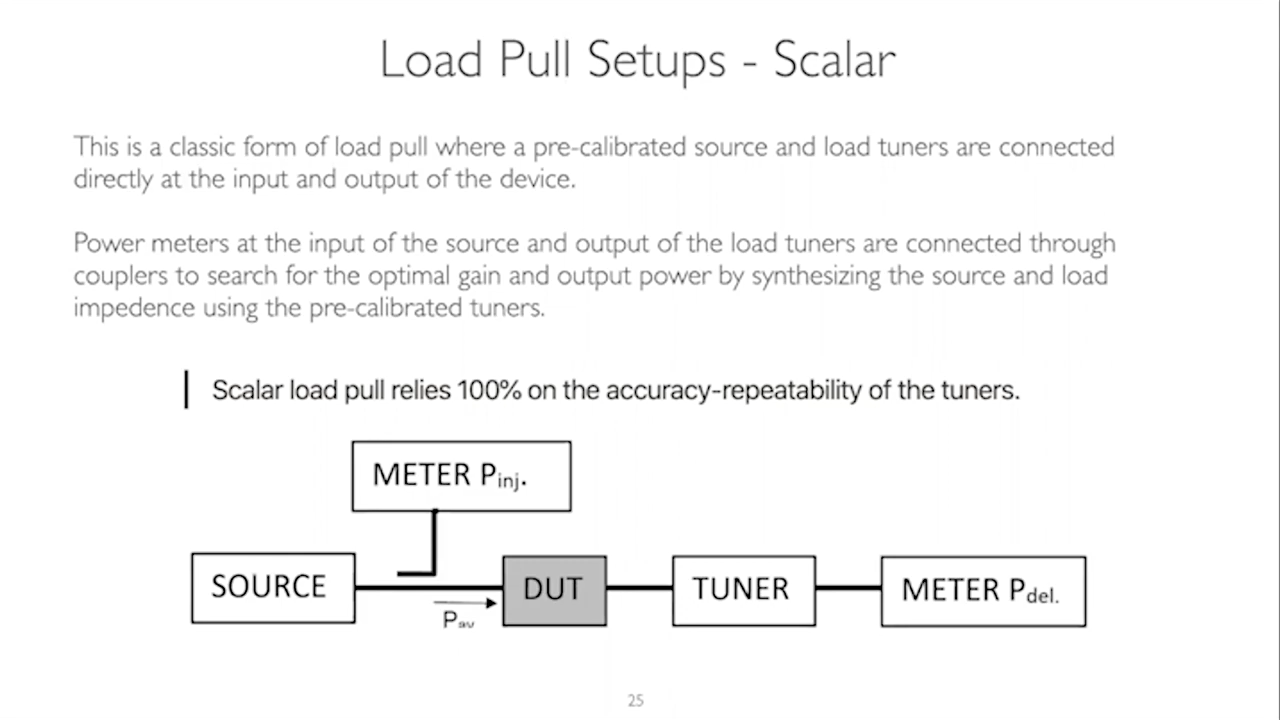 Load Pull Setups - Scalar
This is a classic form of load pull where a pre-calibrated source and load tuners are connected
directly at the input and output of the device.
Power meters at the input of the source and output of the load tuners are connected through
couplers to search for the optimal gain and output power by synthesizing the source and load
impedence using the pre-calibrated tuners.
Scalar load pull relies 100% on the accuracy-repeatability of the tuners.
METER Pinj.
SOURCE
DUT
TUNER
METER Pdel.
Pav
25